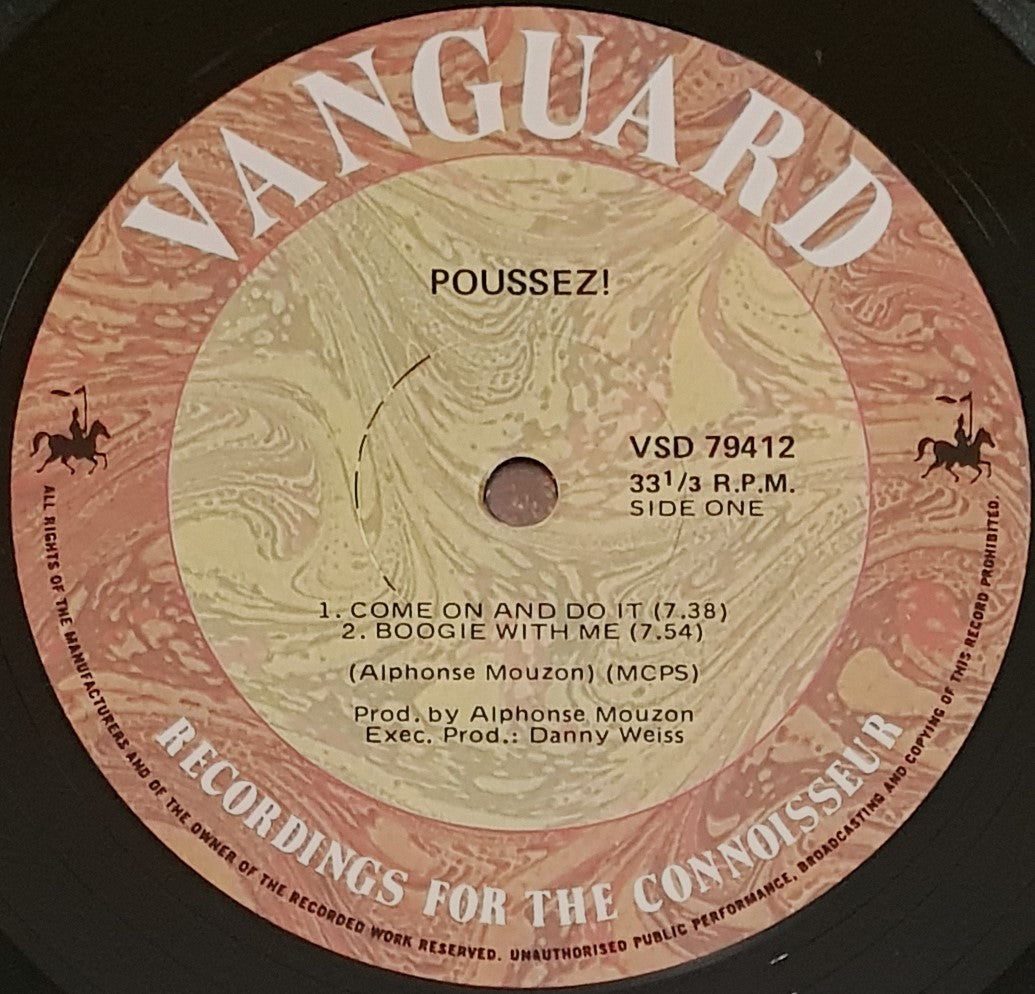 VANGUARD
POUSSEZ!
VSD 79412
33 1/3 R.P.M.
SIDE ONE
1. COME ON AND DO IT (7.38)
2. BOOGIE WITH ME (7.54)
(Alphonse Mouzon) (MCPS)
Prod. by Alphonse Mouzon
Exec. Prod.: Danny Weiss
RECORDINGS FOR THE CONNOISSEUR
ALL RIGHTS OF THE MANUFACTURERS AND OF THE OWNER OF THE RECORDED WORK RESERVED. UNAUTHORISED PUBLIC PERFORMANCE, BROADCASTING AND COPYING OF THIS RECORD PROHIBITED.